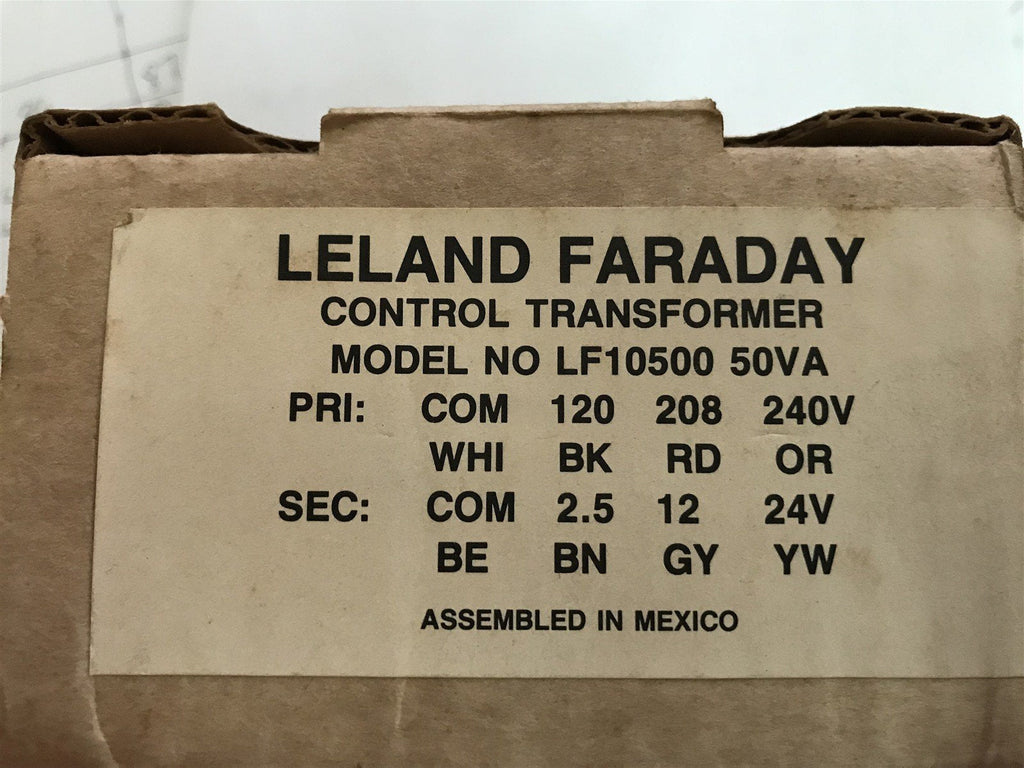 LELAND FARADAY
CONTROL TRANSFORMER
MODEL NO LF10500 50VA
PRI: COM 120 208 240V
WHI BK RD OR
SEC: COM 2.5 12 24V
BE BN GY YW
ASSEMBLED IN MEXICO